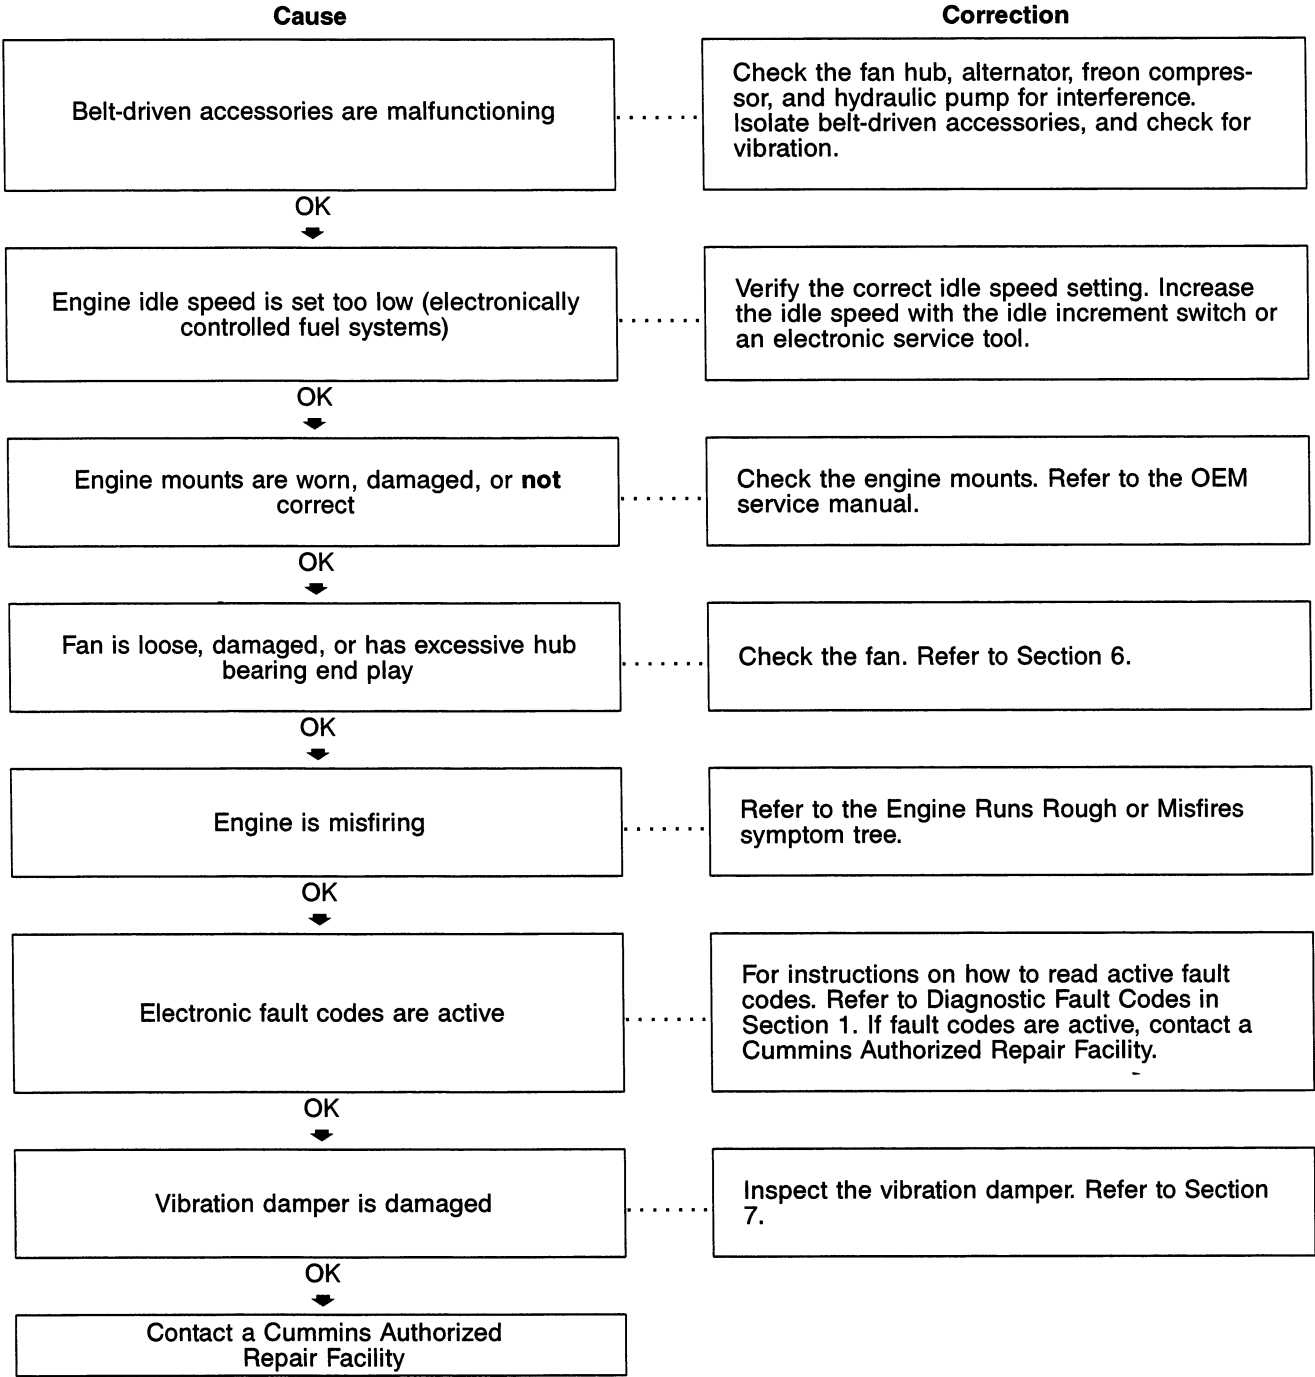 Cause
Correction
Belt-driven accessories are malfunctioning
Check the fan hub, alternator, freon compres-
sor, and hydraulic pump for interference.
Isolate belt-driven accessories, and check for
vibration.
OK
Engine idle speed is set too low (electronically
controlled fuel systems)
Verify the correct idle speed setting. Increase
the idle speed with the idle increment switch or
an electronic service tool.
OK
Engine mounts are worn, damaged, or not
correct
Check the engine mounts. Refer to the OEM
service manual.
OK
Fan is loose, damaged, or has excessive hub
bearing end play
Check the fan. Refer to Section 6.
OK
Engine is misfiring
Refer to the Engine Runs Rough or Misfires
symptom tree.
OK
Electronic fault codes are active
For instructions on how to read active fault
codes. Refer to Diagnostic Fault Codes in
Section 1. If fault codes are active, contact a
Cummins Authorized Repair Facility.
OK
Vibration damper is damaged
Inspect the vibration damper. Refer to Section
7.
OK
Contact a Cummins Authorized
Repair Facility